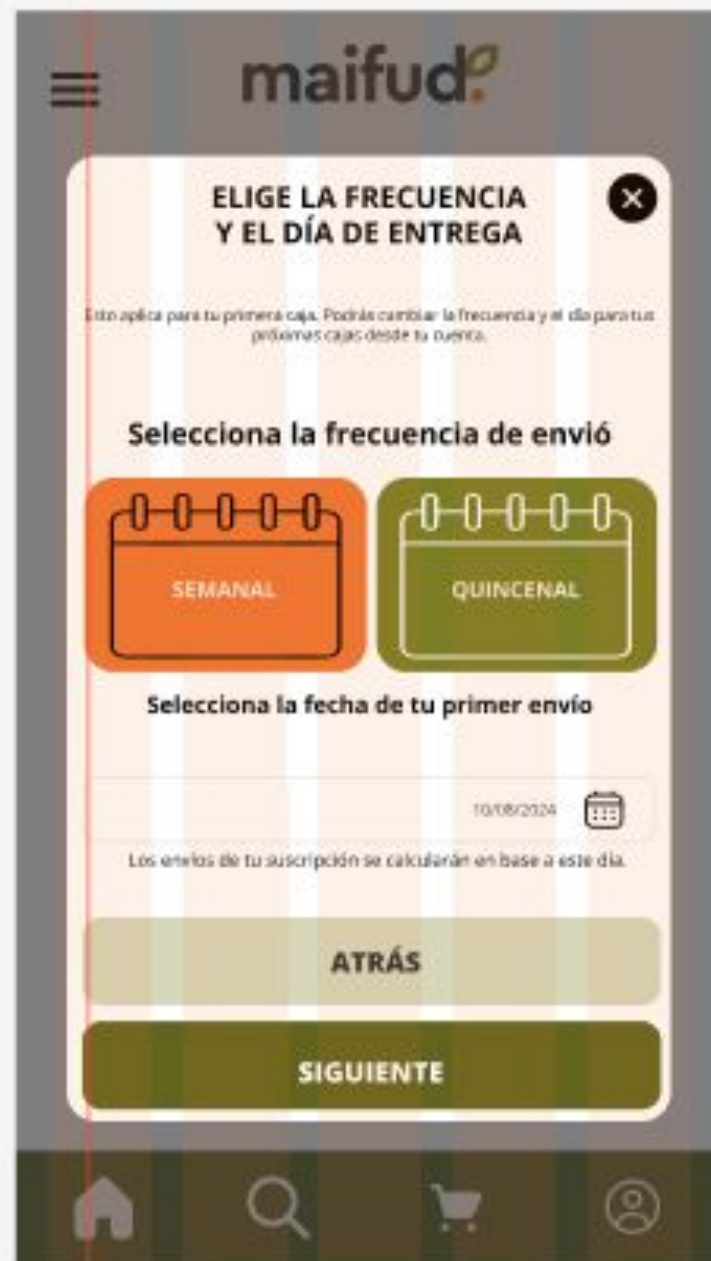 maifud
ELIGE LA FRECUENCIA
Y EL DÍA DE ENTREGA
Esto aplica para tu primera caja. Podrás cambiar la frecuencia y el día para tus
próximas cajas desde tu cuenta.
Selecciona la frecuencia de envió
SEMANAL
QUINCENAL
Selecciona la fecha de tu primer envío
10/08/2024
Los envíos de tu suscripción se calcularán en base a este día.
ATRÁS
SIGUIENTE